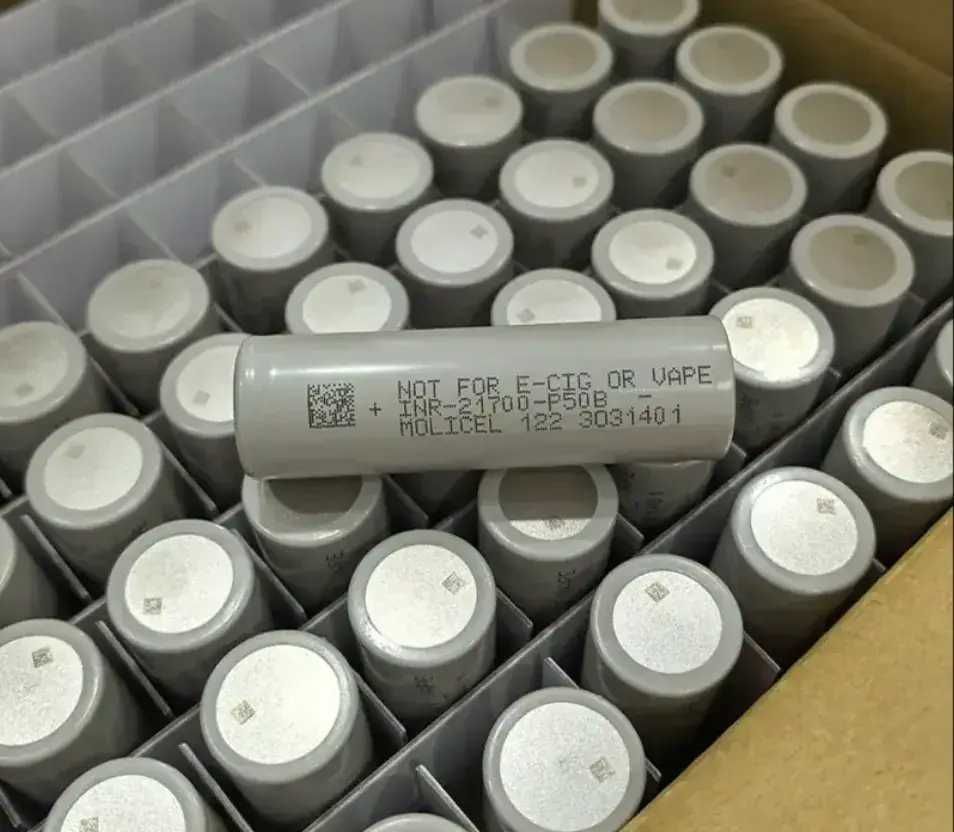 + NOT FOR E-CIG OR VAPE
INR-21700-P50B -
MOLICEL 122 3031401